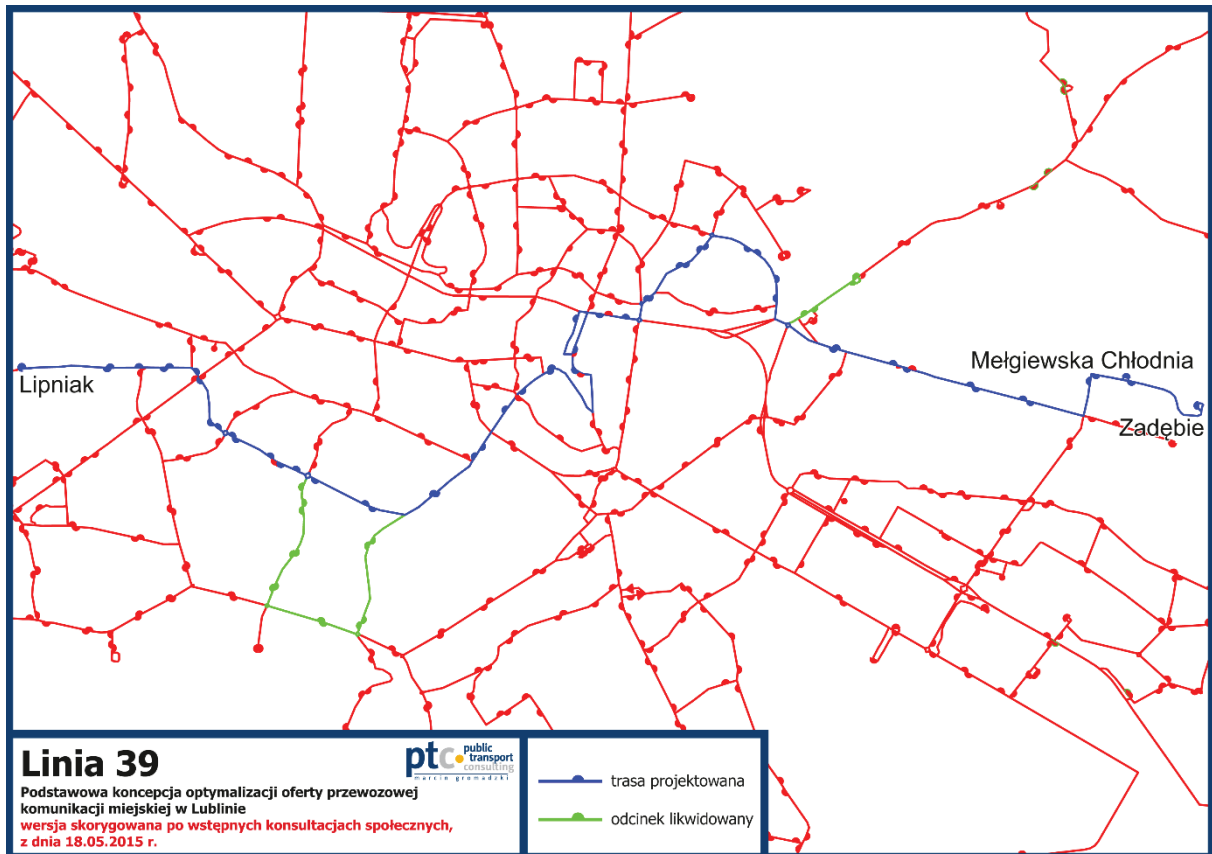 Lipniak
Mełgiewska Chłodnia
Zadębie
Linia 39
ptc public
transport
consulting
marcin gromadzki
Podstawowa koncepcja optymalizacji oferty przewozowej
komunikacji miejskiej w Lublinie
wersja skorygowana po wstępnych konsultacjach społecznych,
z dnia 18.05.2015 r.
trasa projektowana
odcinek likwidowany